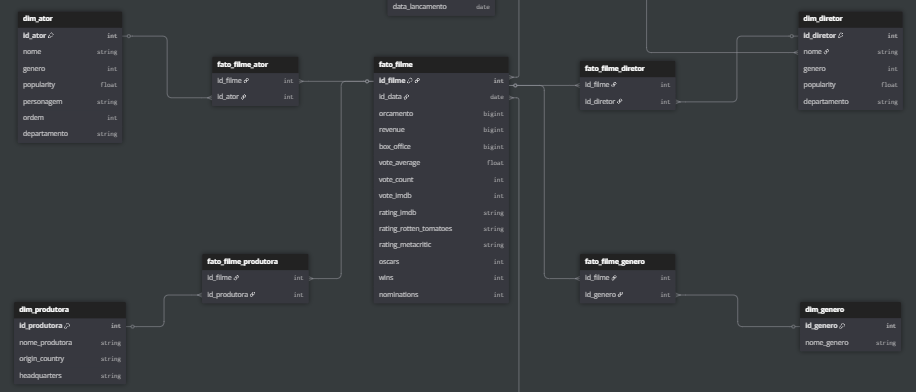 data_lancamento date
dim_ator
id_ator int
nome string
genero int
popularity float
personagem string
ordem int
departamento string
fato_filme_ator
id_filme int
id_ator int
fato_filme
id_filme int
id_data date
orcamento bigint
revenue bigint
box_office bigint
vote_average float
vote_count int
vote_imdb int
rating_imdb string
rating_rotten_tomatoes string
rating_metacritic string
oscars int
wins int
nominations int
fato_filme_diretor
id_filme int
id_diretor int
dim_diretor
id_diretor int
nome string
genero int
popularity float
departamento string
fato_filme_produtora
id_filme int
id_produtora int
dim_produtora
id_produtora int
nome_produtora string
origin_country string
headquarters string
fato_filme_genero
id_filme int
id_genero int
dim_genero
id_genero int
nome_genero string